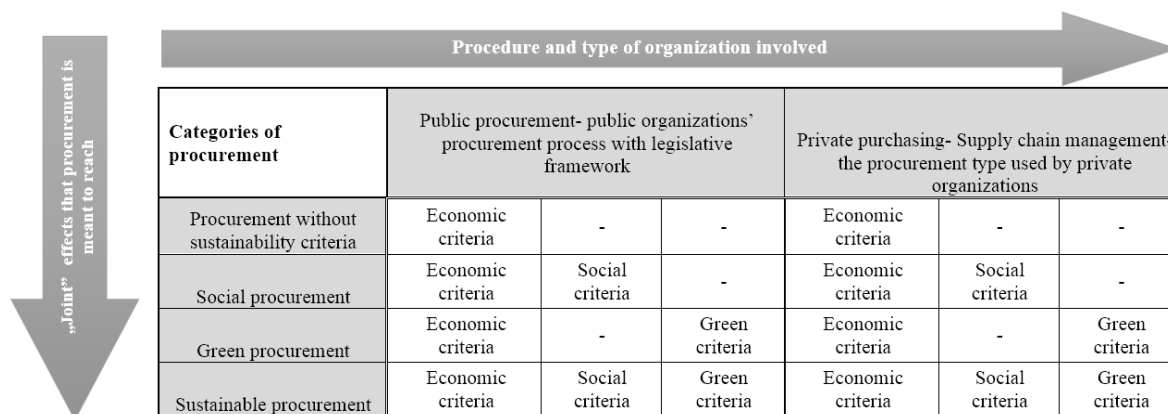 Procedure and type of organization involved
„Joint” effects that procurement is
meant to reach
Categories of
procurement
Public procurement- public organizations’
procurement process with legislative
framework
Private purchasing- Supply chain management-
the procurement type used by private
organizations
Procurement without
sustainability criteria
Economic
criteria
-
-
Economic
criteria
-
-
Social procurement
Economic
criteria
Social
criteria
-
Economic
criteria
Social
criteria
-
Green procurement
Economic
criteria
-
Green
criteria
Economic
criteria
-
Green
criteria
Sustainable procurement
Economic
criteria
Social
criteria
Green
criteria
Economic
criteria
Social
criteria
Green
criteria